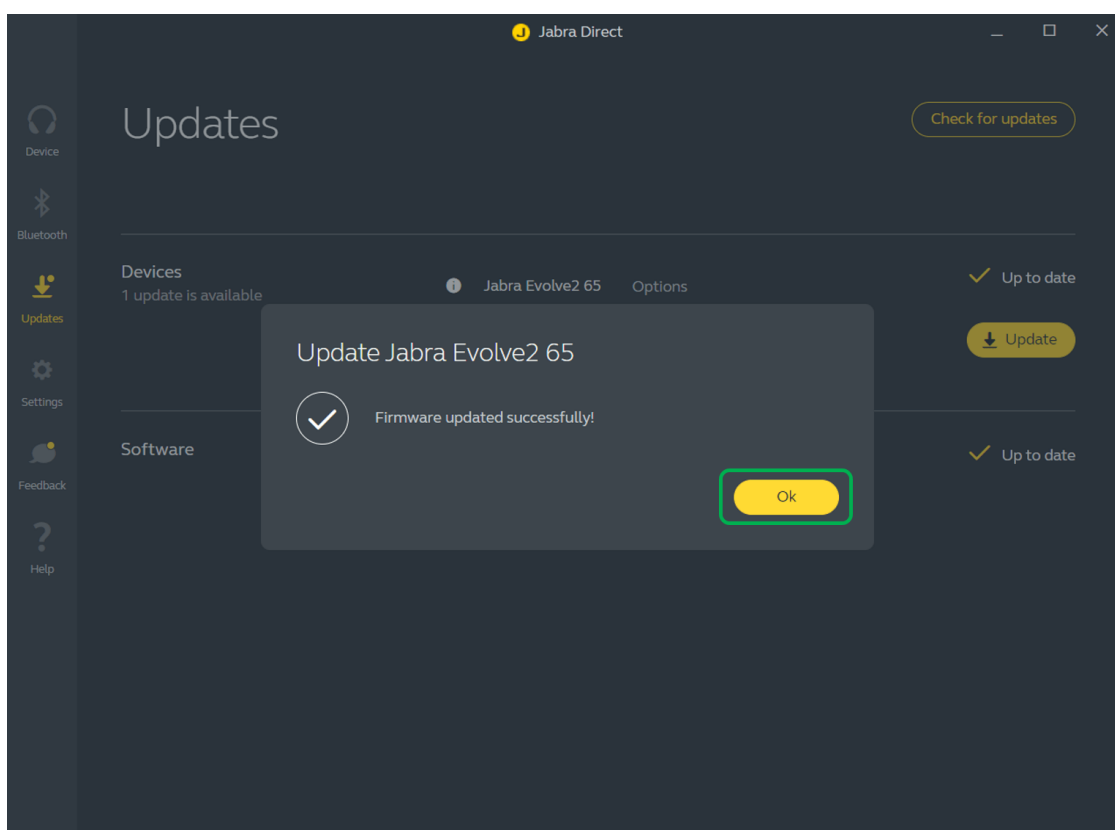 Jabra Direct
Updates
Check for updates
Device
Bluetooth
Updates
Settings
Feedback
Help
Devices
1 update is available
Jabra Evolve2 65 Options
Up to date
Update
Update Jabra Evolve2 65
Firmware updated successfully!
Ok
Software
Up to date